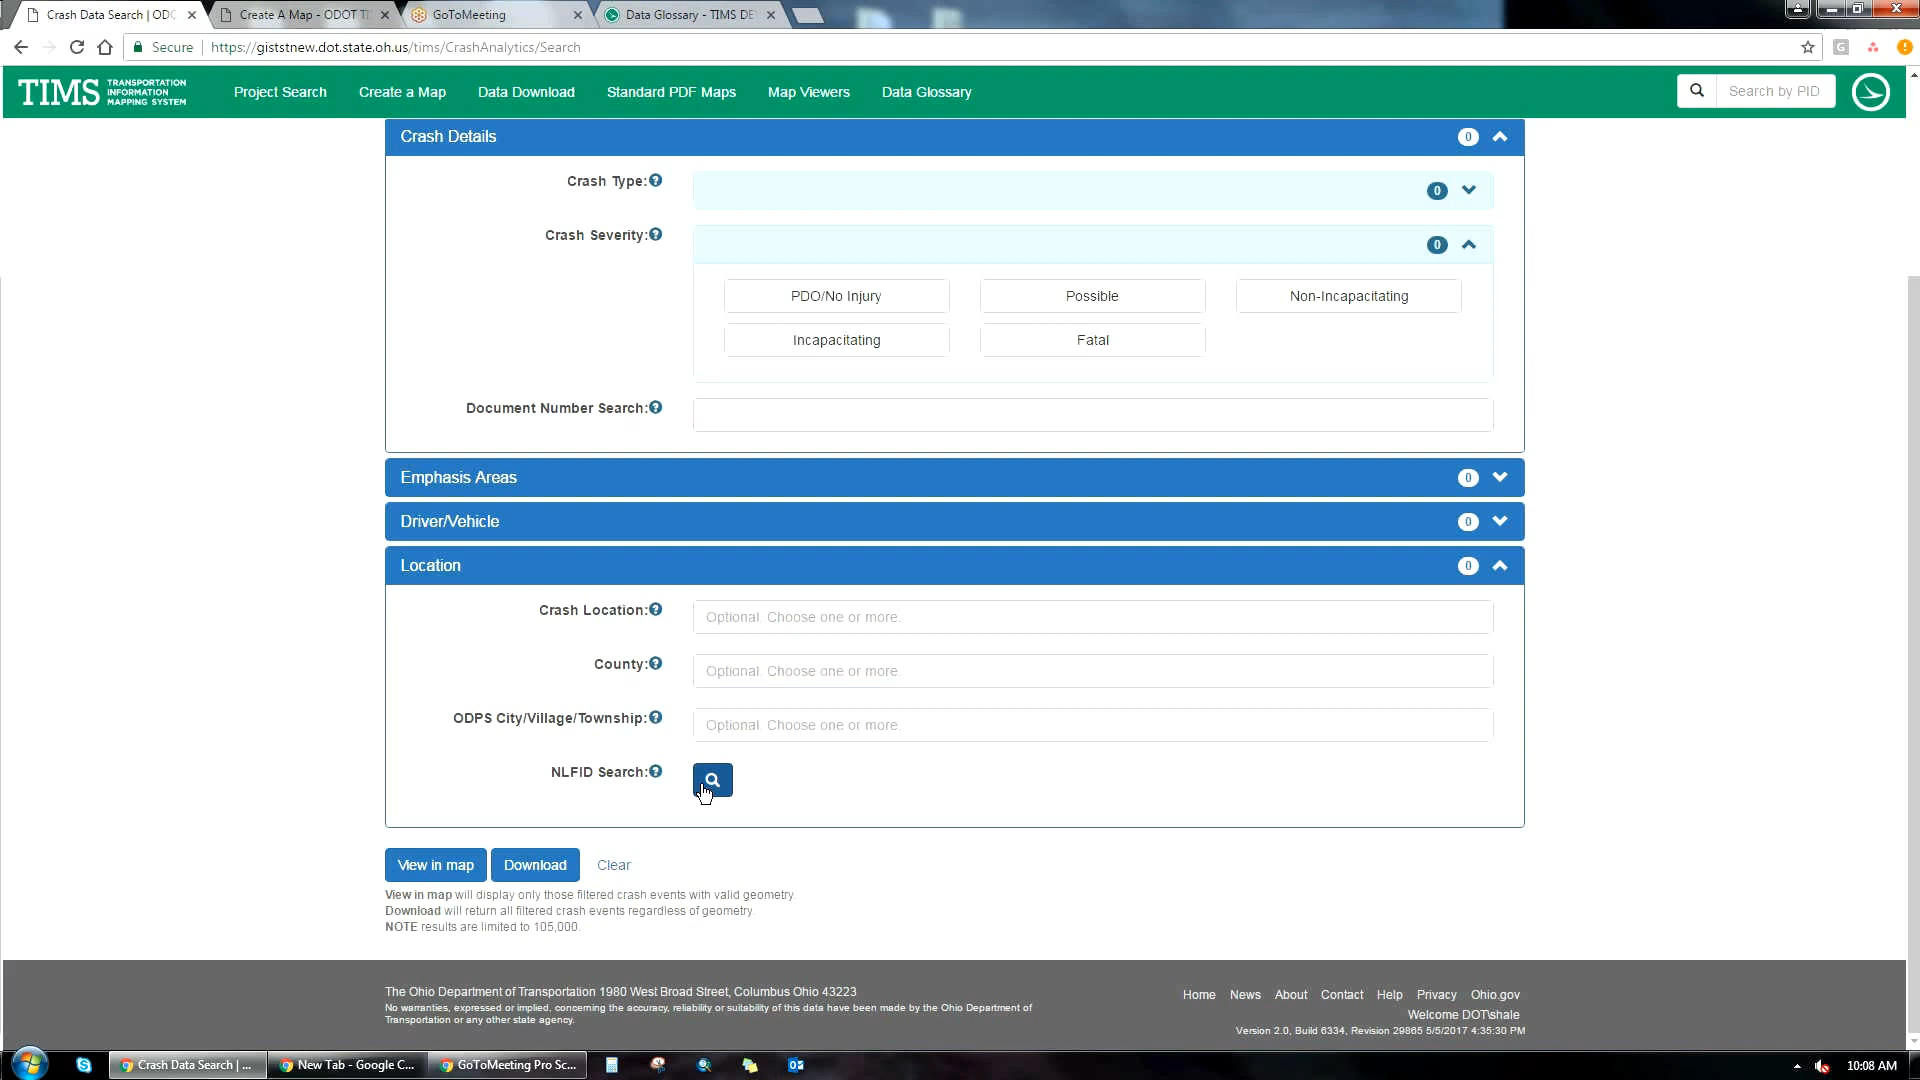 Crash Data Search | ODO
Create A Map - ODOT TI
GoToMeeting
Data Glossary - TIMS DE
Secure
https://giststnew.dot.state.oh.us/tims/CrashAnalytics/Search
TIMS
TRANSPORTATION
INFORMATION
MAPPING SYSTEM
Project Search
Create a Map
Data Download
Standard PDF Maps
Map Viewers
Data Glossary
Search by PID
Crash Details
0
Crash Type:
0
Crash Severity:
0
PDO/No Injury
Possible
Non-Incapacitating
Incapacitating
Fatal
Document Number Search:
Emphasis Areas
0
Driver/Vehicle
0
Location
0
Crash Location:
Optional. Choose one or more.
County:
Optional. Choose one or more.
ODPS City/Village/Township:
Optional. Choose one or more.
NLFID Search:
View in map
Download
Clear
View in map will display only those filtered crash events with valid geometry.
Download will return all filtered crash events regardless of geometry.
NOTE results are limited to 105,000.
The Ohio Department of Transportation 1980 West Broad Street, Columbus Ohio 43223
No warranties, expressed or implied, concerning the accuracy, reliability or suitability of this data have been made by the Ohio Department of
Transportation or any other state agency.
Home
News
About
Contact
Help
Privacy
Ohio.gov
Welcome DOT\shale
Version 2.0, Build 6334, Revision 29865 5/5/2017 4:35:30 PM
Crash Data Search | ...
New Tab - Google C...
GoToMeeting Pro Sc...
10:08 AM